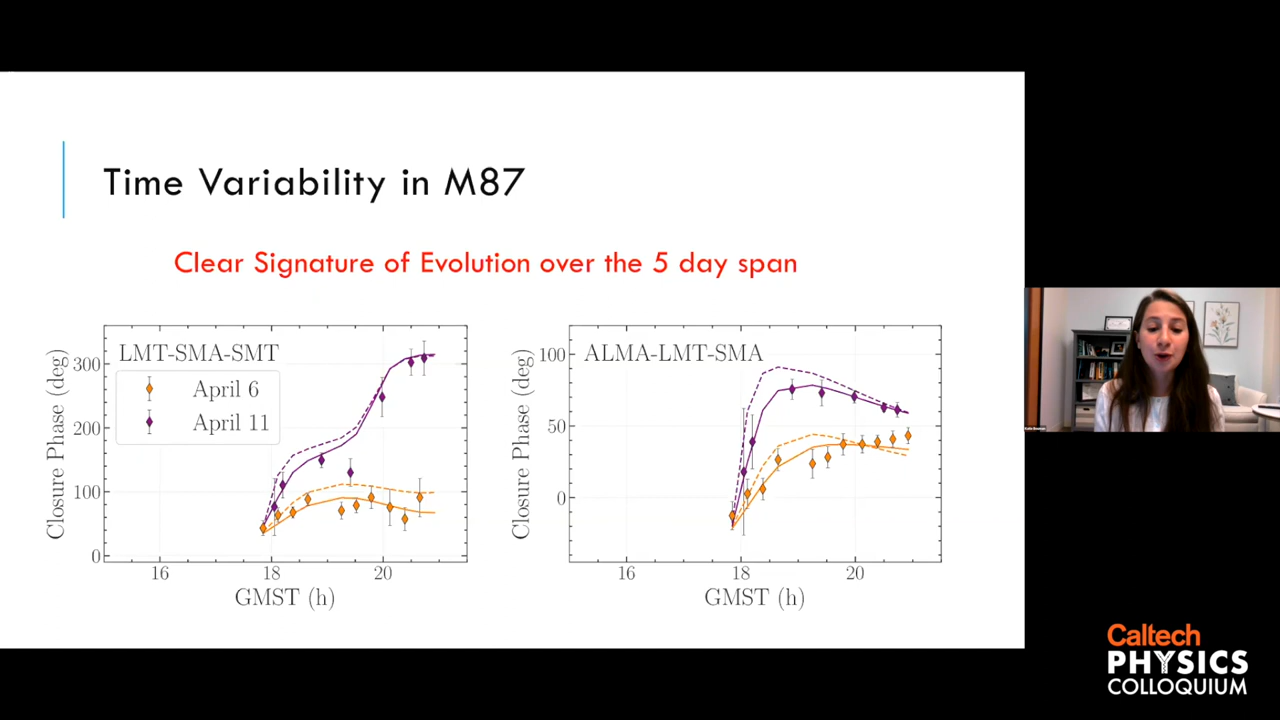 Time Variability in M87
Clear Signature of Evolution over the 5 day span
LMT-SMA-SMT
April 6
April 11
Closure Phase (deg)
300
200
100
0
16
18
20
GMST (h)
ALMA-LMT-SMA
Closure Phase (deg)
100
50
0
16
18
20
GMST (h)
Caltech
PHYSICS
COLLOQUIUM